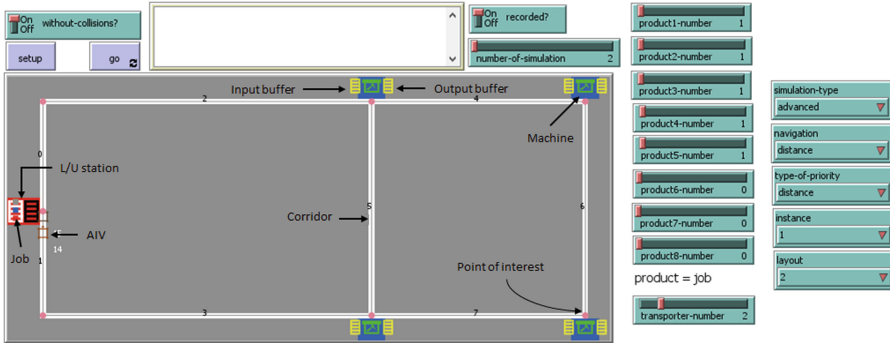 On
Off
without-collisions?
setup
go
On
Off
recorded?
number-of-simulation 2
product1-number 1
product2-number 1
product3-number 1
product4-number 1
product5-number 1
product6-number 0
product7-number 0
product8-number 0
product = job
transporter-number 2
simulation-type
advanced
navigation
distance
type-of-priority
distance
instance
1
layout
2
Input buffer
Output buffer
2
4
Machine
0
L/U station
5
6
Corridor
AIV
14
Job
1
Point of interest
3
7